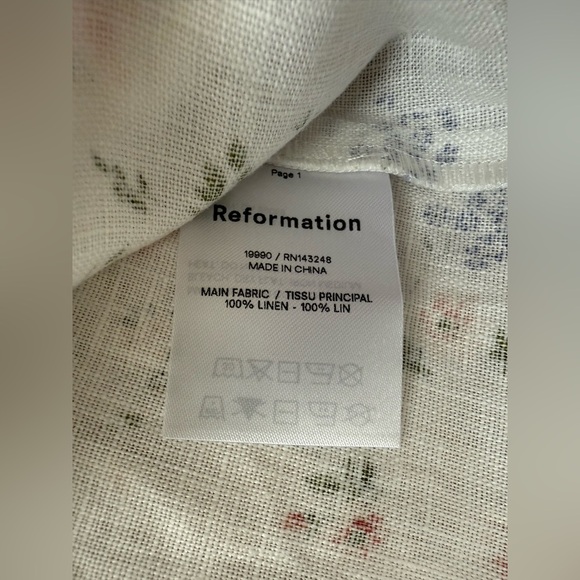 Page 1
Reformation
19990 / RN143248
MADE IN CHINA
MAIN FABRIC / TISSU PRINCIPAL
100% LINEN - 100% LIN